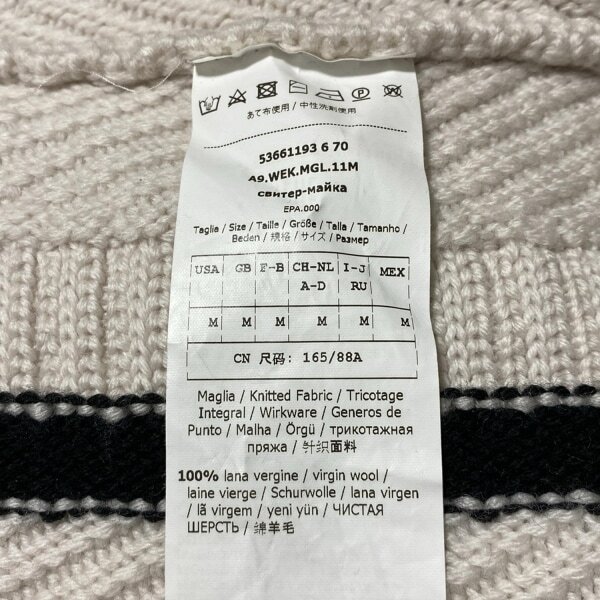 あて布使用 / 中性洗剤使用
53661193 6 70
A9.WEK.MGL.11M
свитер-майка
EPA.000
Taglia / Size / Taille / Größe / Talla / Tamanho /
Beden / 規格 / サイズ / Размер
USA GB F-B CH-NL I-J MEX
A-D RU
M M M M M M
CN 尺码: 165/88A
Maglia / Knitted Fabric / Tricotage
Integral / Wirkware / Generos de
Punto / Malha / Örgü / трикотажная
пряжа / 针织面料
100% lana vergine / virgin wool /
laine vierge / Schurwolle / lana virgen
/ lã virgem / yeni yün / ЧИСТАЯ
ШЕРСТЬ / 绵羊毛